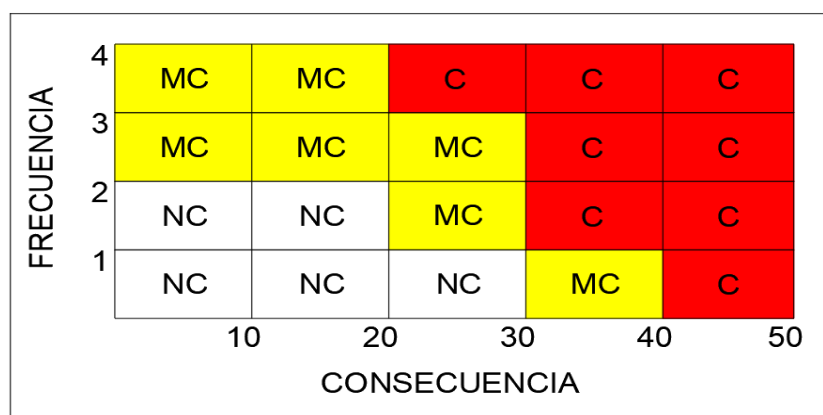 4 MC MC C C C
3 MC MC MC C C
2 NC NC MC C C
1 NC NC NC MC C
FRECUENCIA
10 20 30 40 50
CONSECUENCIA